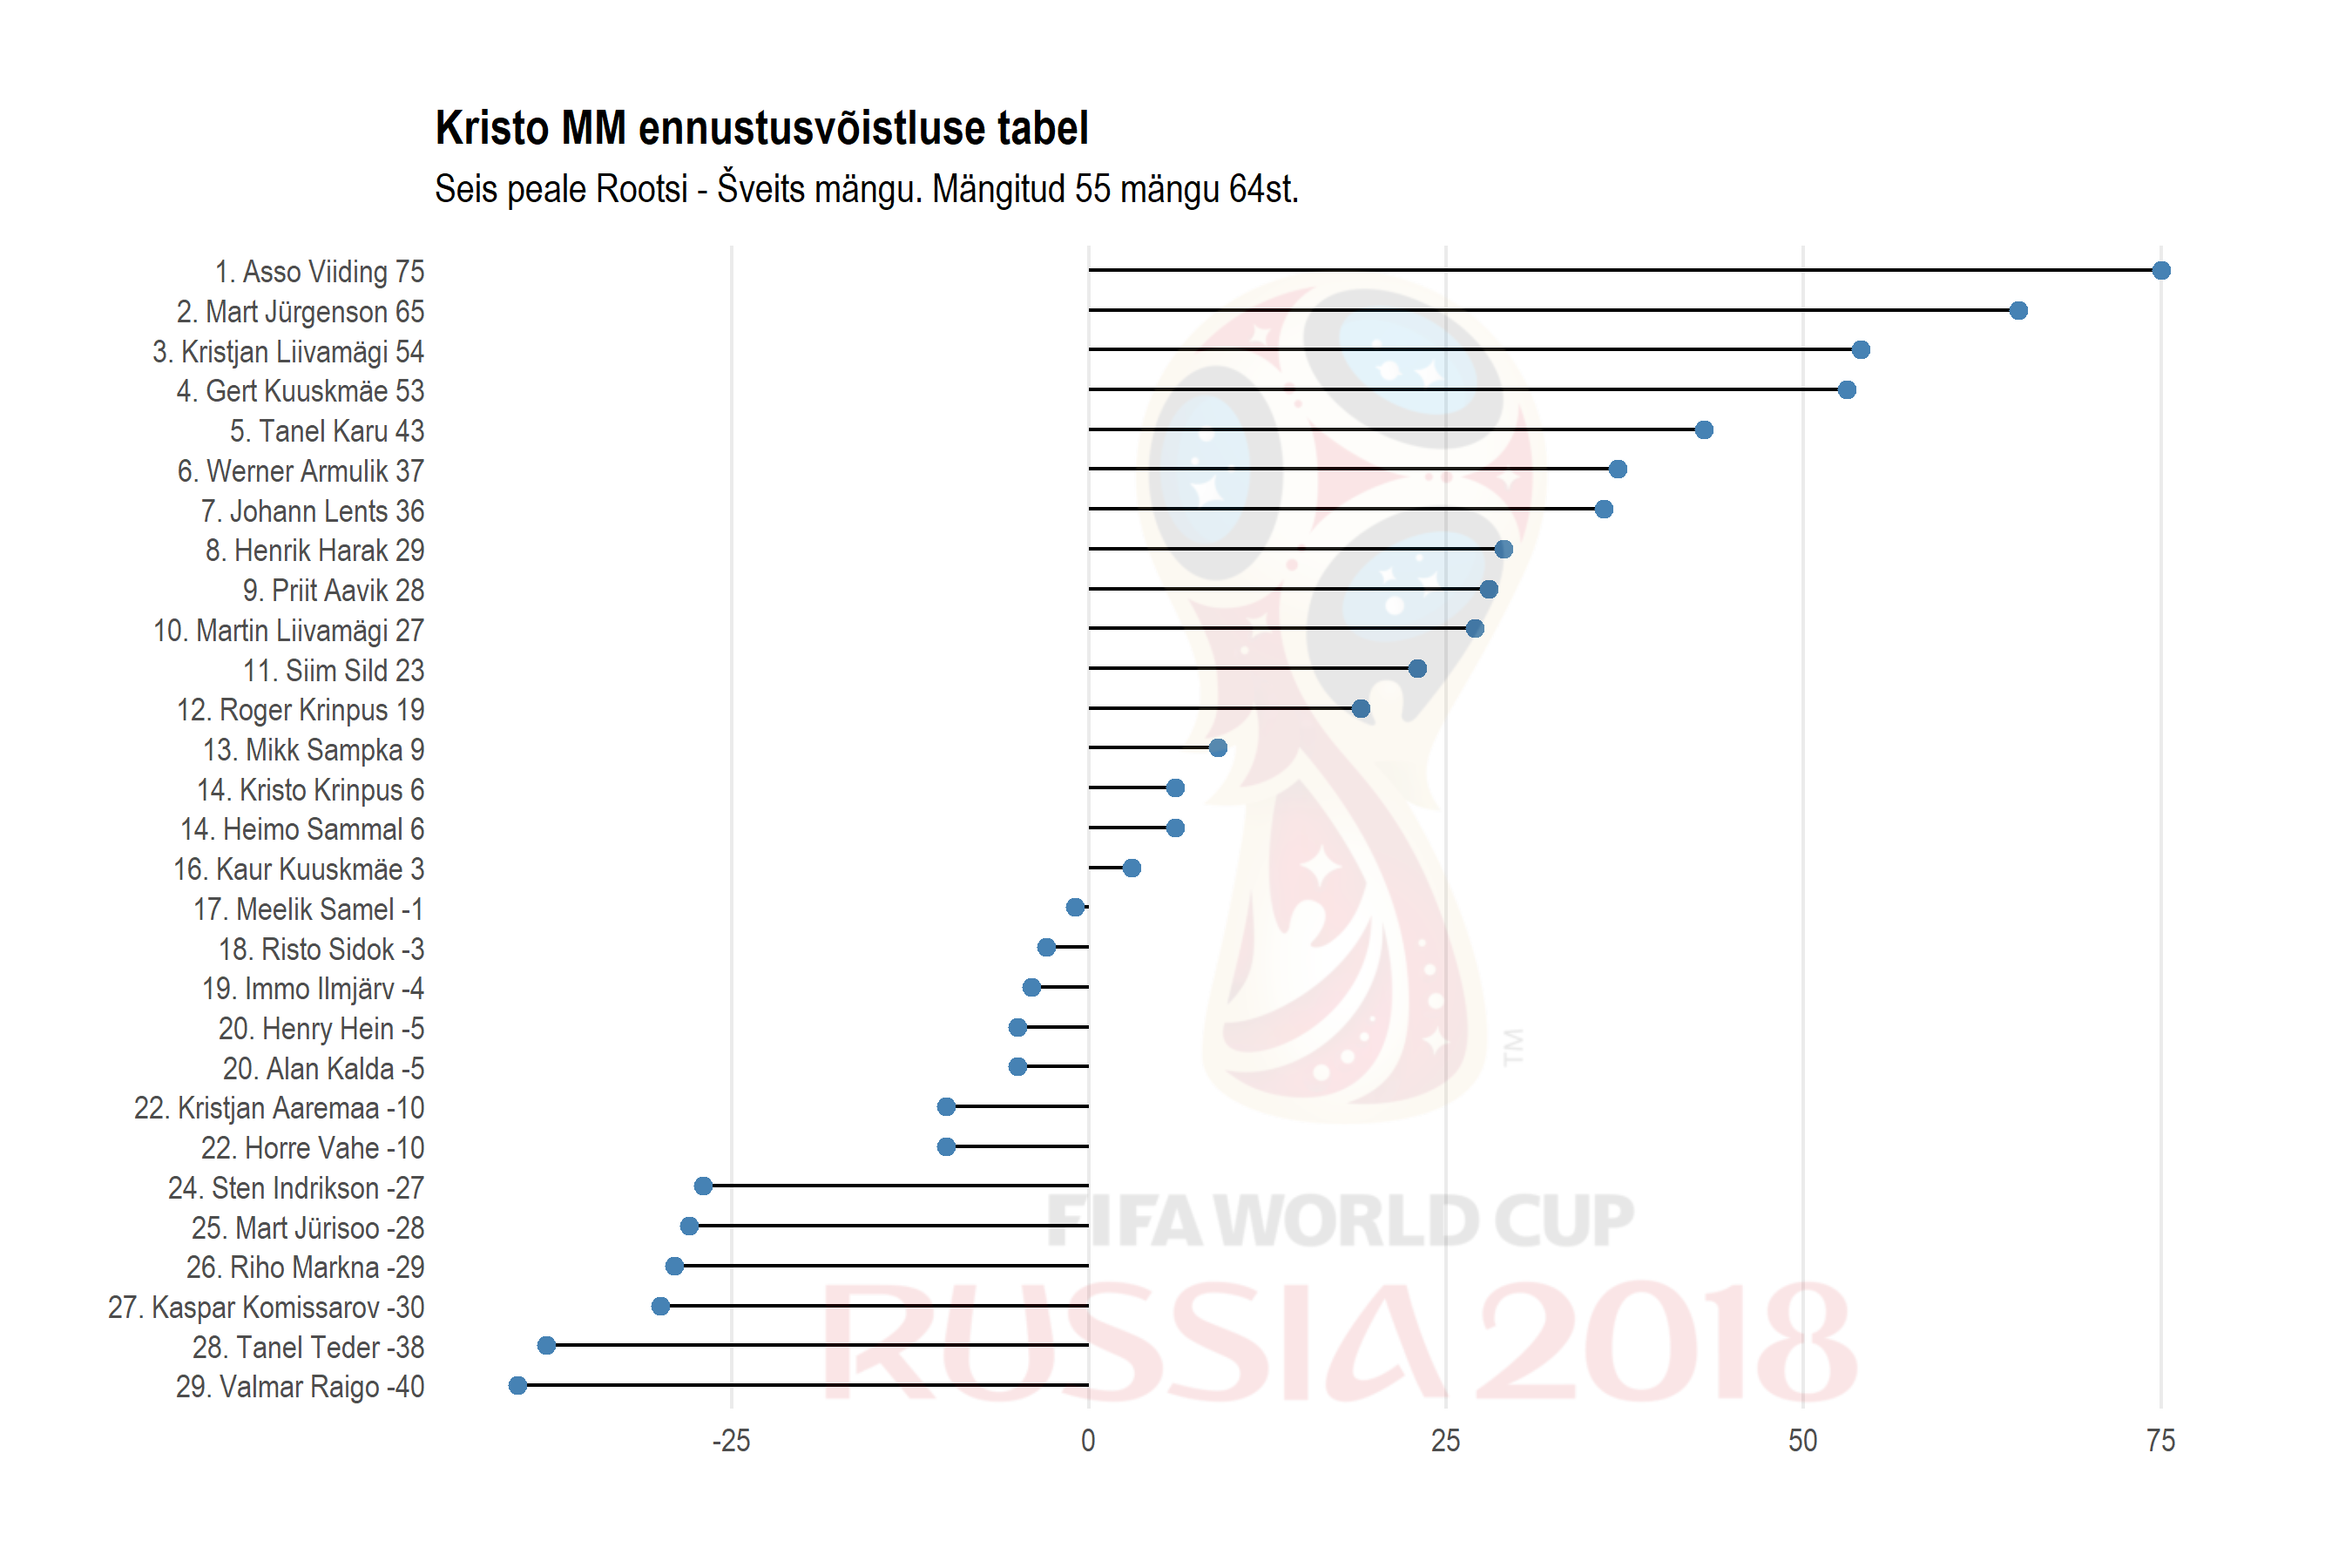 Kristo MM ennustusvõistluse tabel
Seis peale Rootsi - Šveits mängu. Mängitud 55 mängu 64st.
1. Asso Viiding 75
2. Mart Jürgenson 65
3. Kristjan Liivamägi 54
4. Gert Kuuskmäe 53
5. Tanel Karu 43
6. Werner Armulik 37
7. Johann Lents 36
8. Henrik Harak 29
9. Priit Aavik 28
10. Martin Liivamägi 27
11. Siim Sild 23
12. Roger Krinpus 19
13. Mikk Sampka 9
14. Kristo Krinpus 6
14. Heimo Sammal 6
16. Kaur Kuuskmäe 3
17. Meelik Samel -1
18. Risto Sidok -3
19. Immo Ilmjärv -4
20. Henry Hein -5
TM
20. Alan Kalda -5
22. Kristjan Aaremaa -10
22. Horre Vahe -10
24. Sten Indrikson -27
25. Mart Jürisoo -28
FIFA WORLD CUP
26. Riho Markna -29
27. Kaspar Komissarov -30
28. Tanel Teder -38
RUSSIA 2018
29. Valmar Raigo -40
-25 0 25 50 75